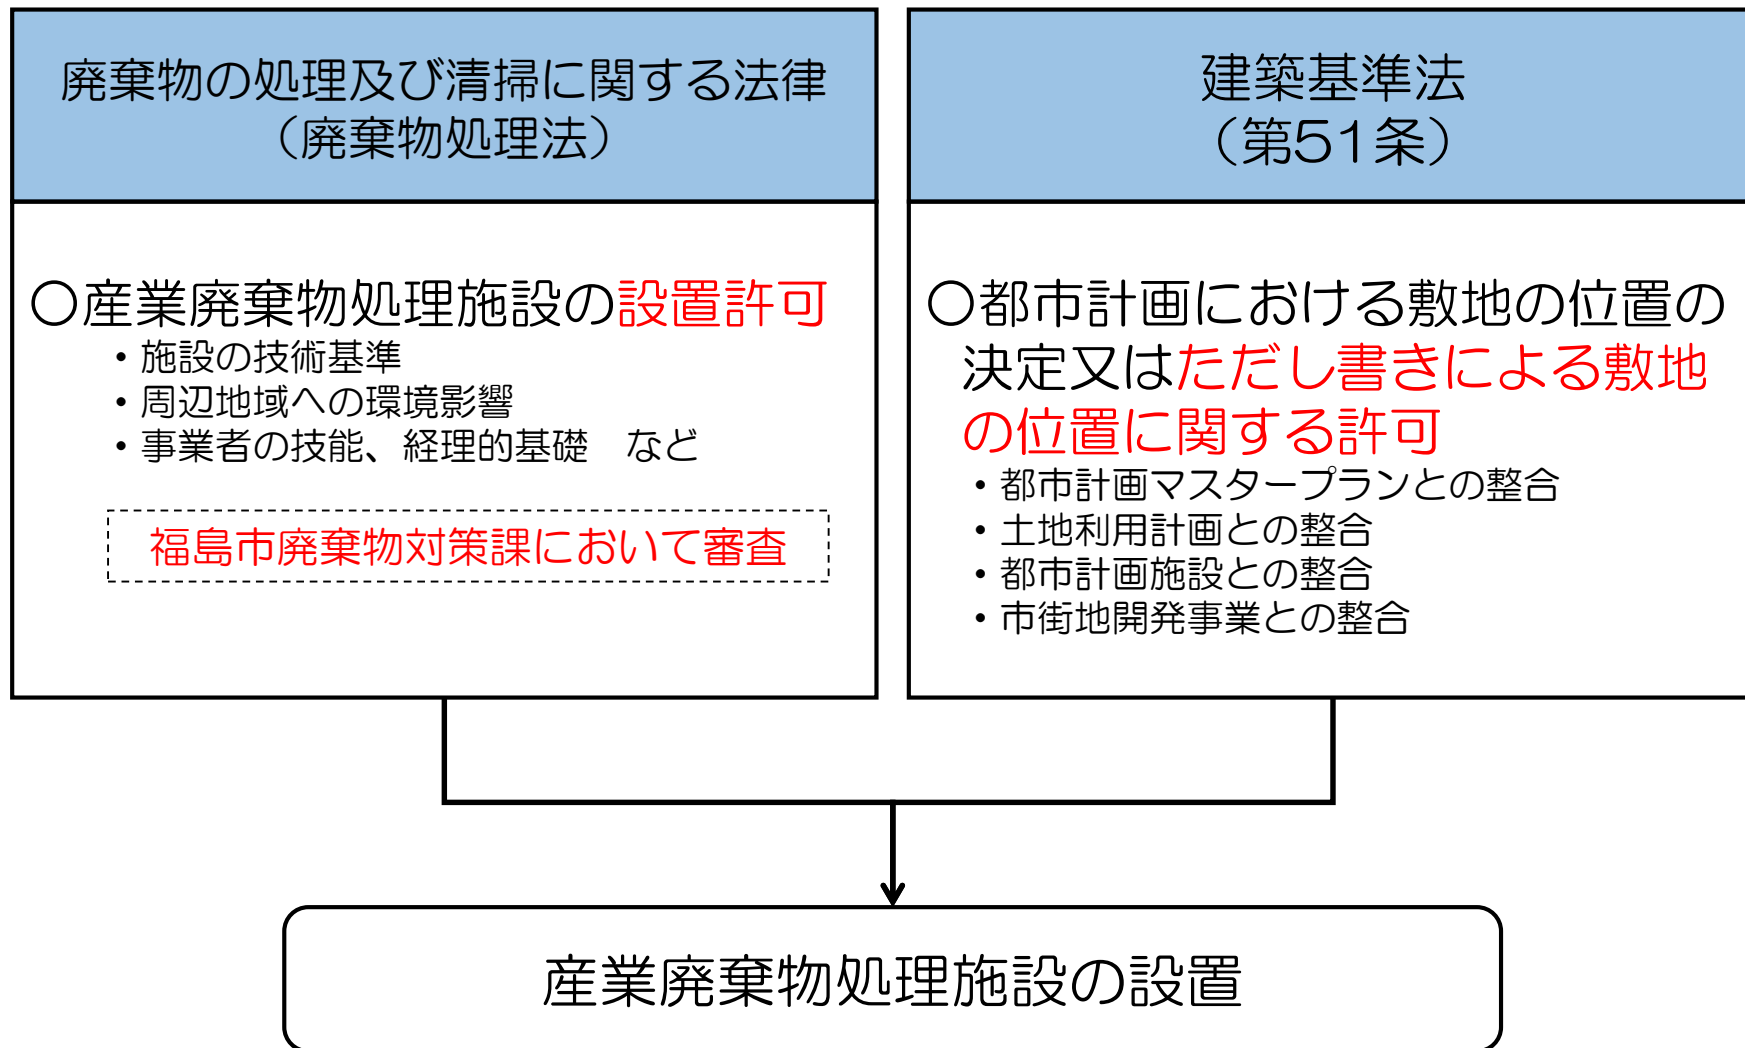 廃棄物の処理及び清掃に関する法律
（廃棄物処理法）
〇産業廃棄物処理施設の設置許可
・施設の技術基準
・周辺地域への環境影響
・事業者の技能、経理的基礎　など
福島市廃棄物対策課において審査
建築基準法
（第51条）
〇都市計画における敷地の位置の
決定又はただし書きによる敷地
の位置に関する許可
・都市計画マスタープランとの整合
・土地利用計画との整合
・都市計画施設との整合
・市街地開発事業との整合
産業廃棄物処理施設の設置